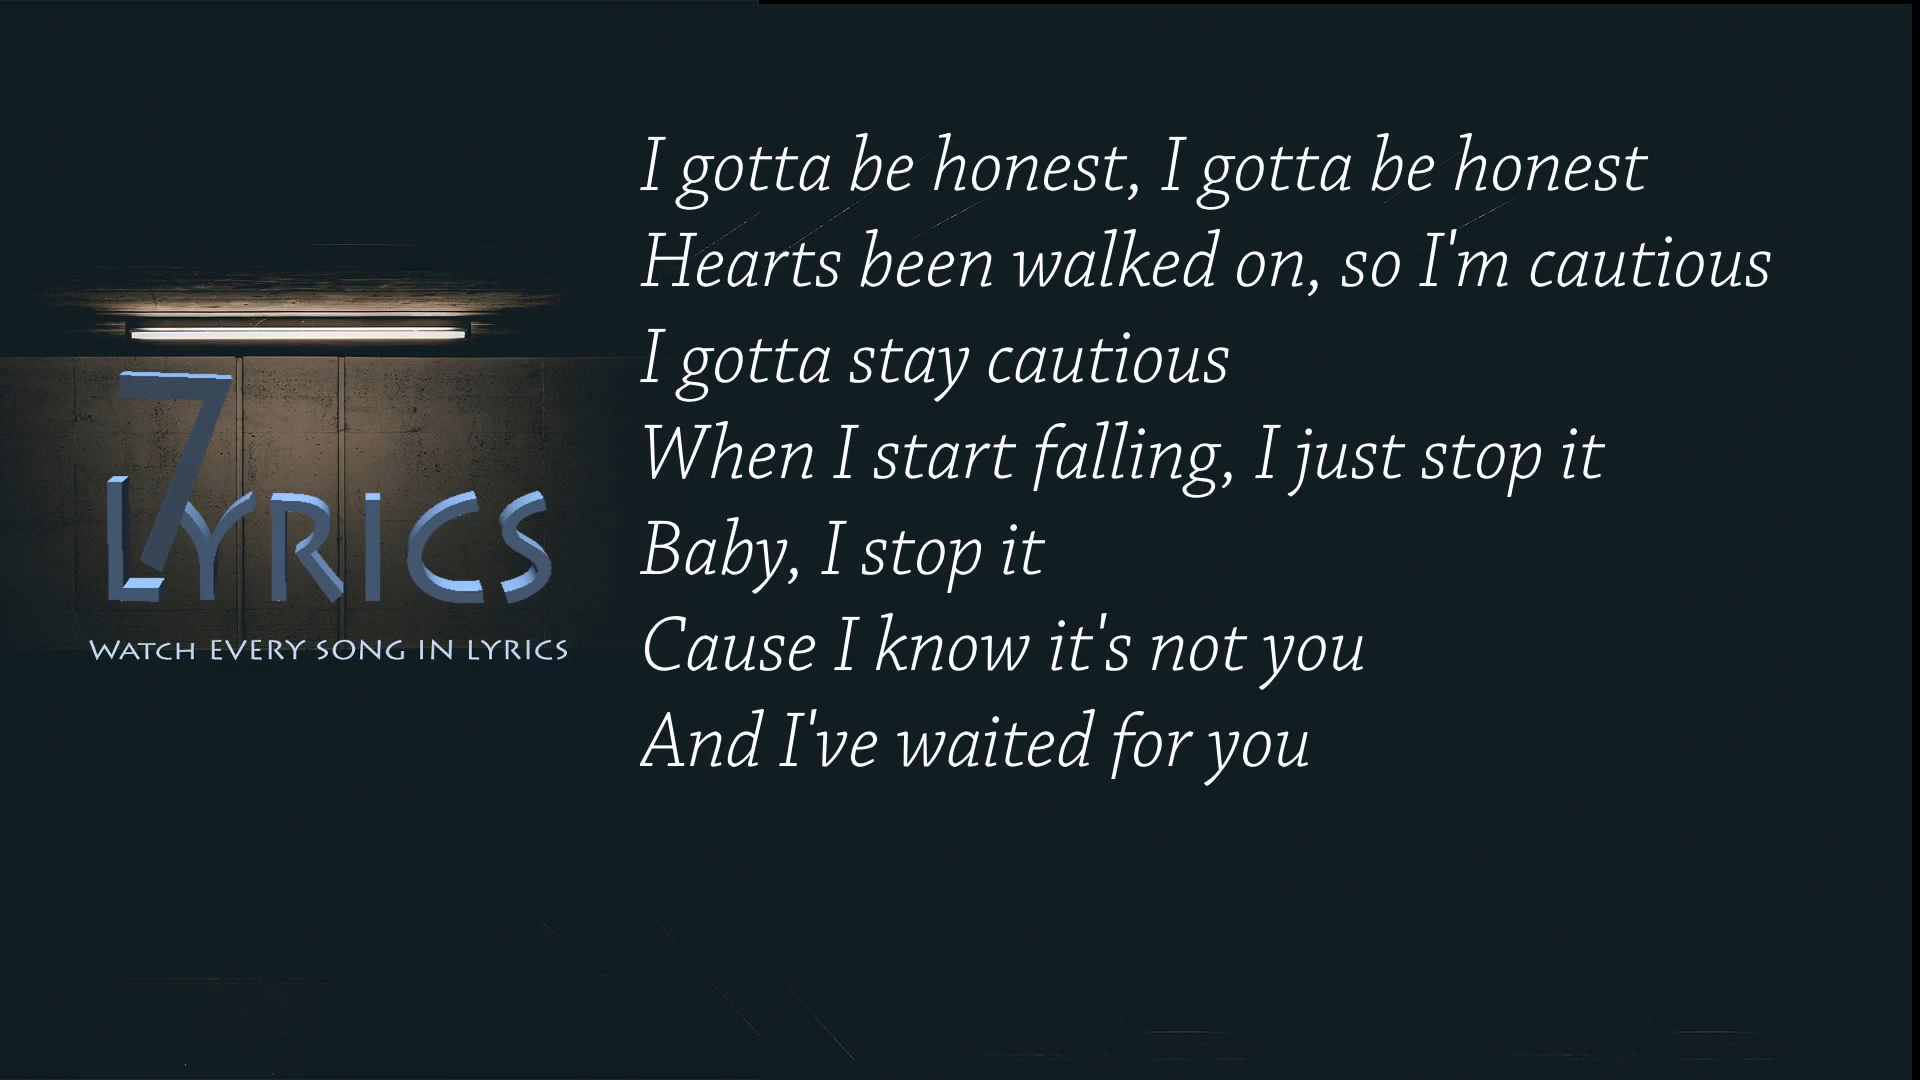 I gotta be honest, I gotta be honest
Hearts been walked on, so I'm cautious
I gotta stay cautious
When I start falling, I just stop it
Baby, I stop it
Cause I know it's not you
And I've waited for you
7
LYRICS
WATCH EVERY SONG IN LYRICS